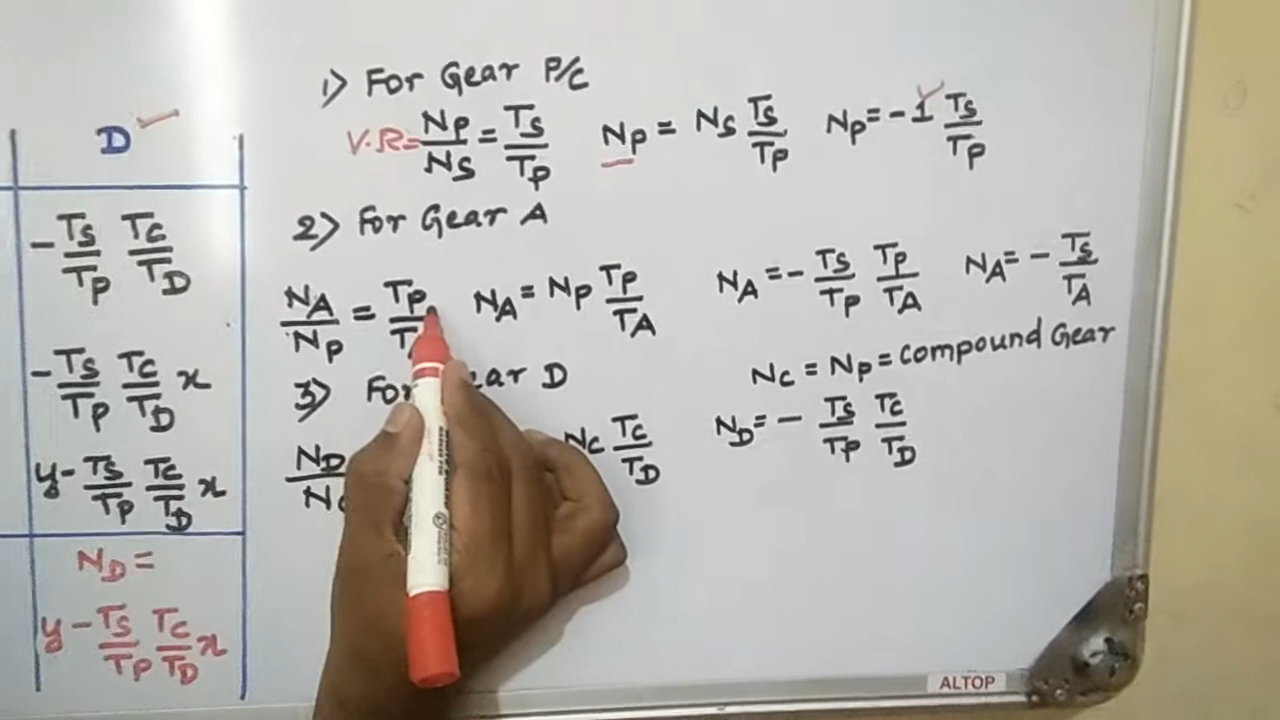 D
-Ts/Tp Tc/TD
-Ts/Tp Tc/TD x
y-Ts/Tp Tc/TD x
ND=
y-Ts/Tp Tc/TD x
1) For Gear P/C
V.R=Np/Ns=Ts/Tp Np=Ns Ts/Tp Np=-1 Ts/Tp
2) For Gear A
NA/Np=Tp/T NA=Np Tp/TA NA=-Ts/Tp Tp/TA NA=-Ts/TA
3) For ear D Nc=Np=compound Gear
ND/Nc Nc Tc/TD ND=-Ts/Tp Tc/TD
ALTOP